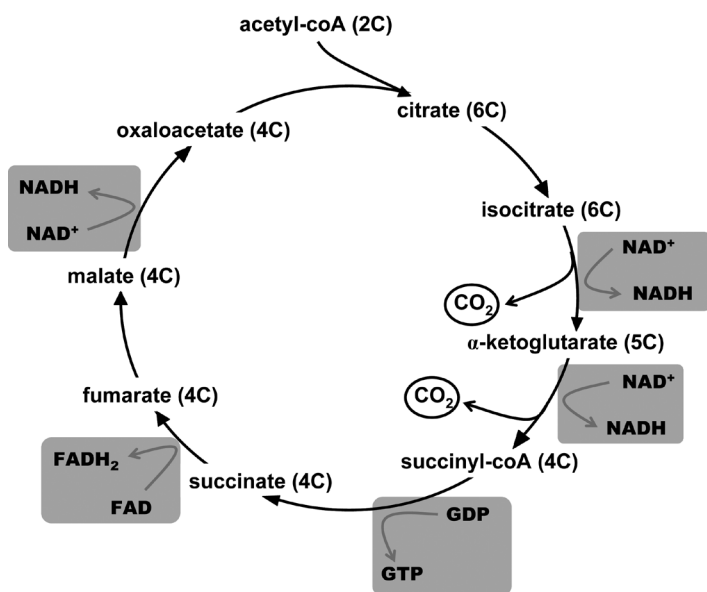 acetyl-coA (2C)
citrate (6C)
oxaloacetate (4C)
NADH
NAD⁺
isocitrate (6C)
NAD⁺
NADH
CO₂
malate (4C)
α-ketoglutarate (5C)
NAD⁺
NADH
CO₂
fumarate (4C)
succinyl-coA (4C)
FADH₂
FAD
succinate (4C)
GDP
GTP